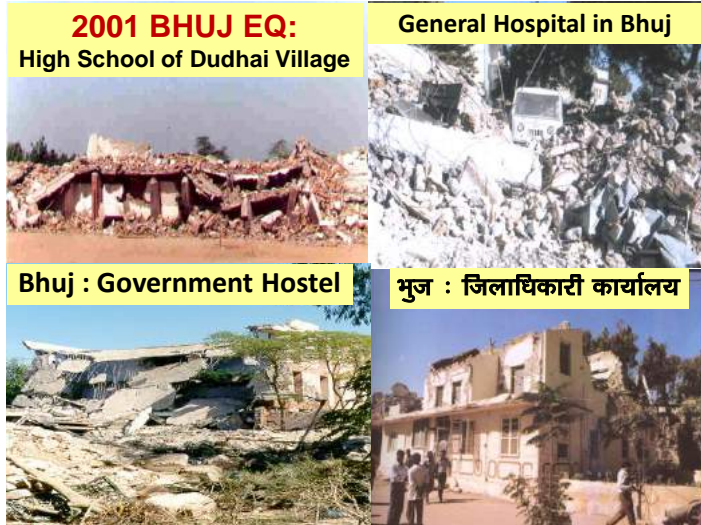 2001 BHUJ EQ:
High School of Dudhai Village
General Hospital in Bhuj
Bhuj : Government Hostel
भुज : जिलाधिकारी कार्यालय